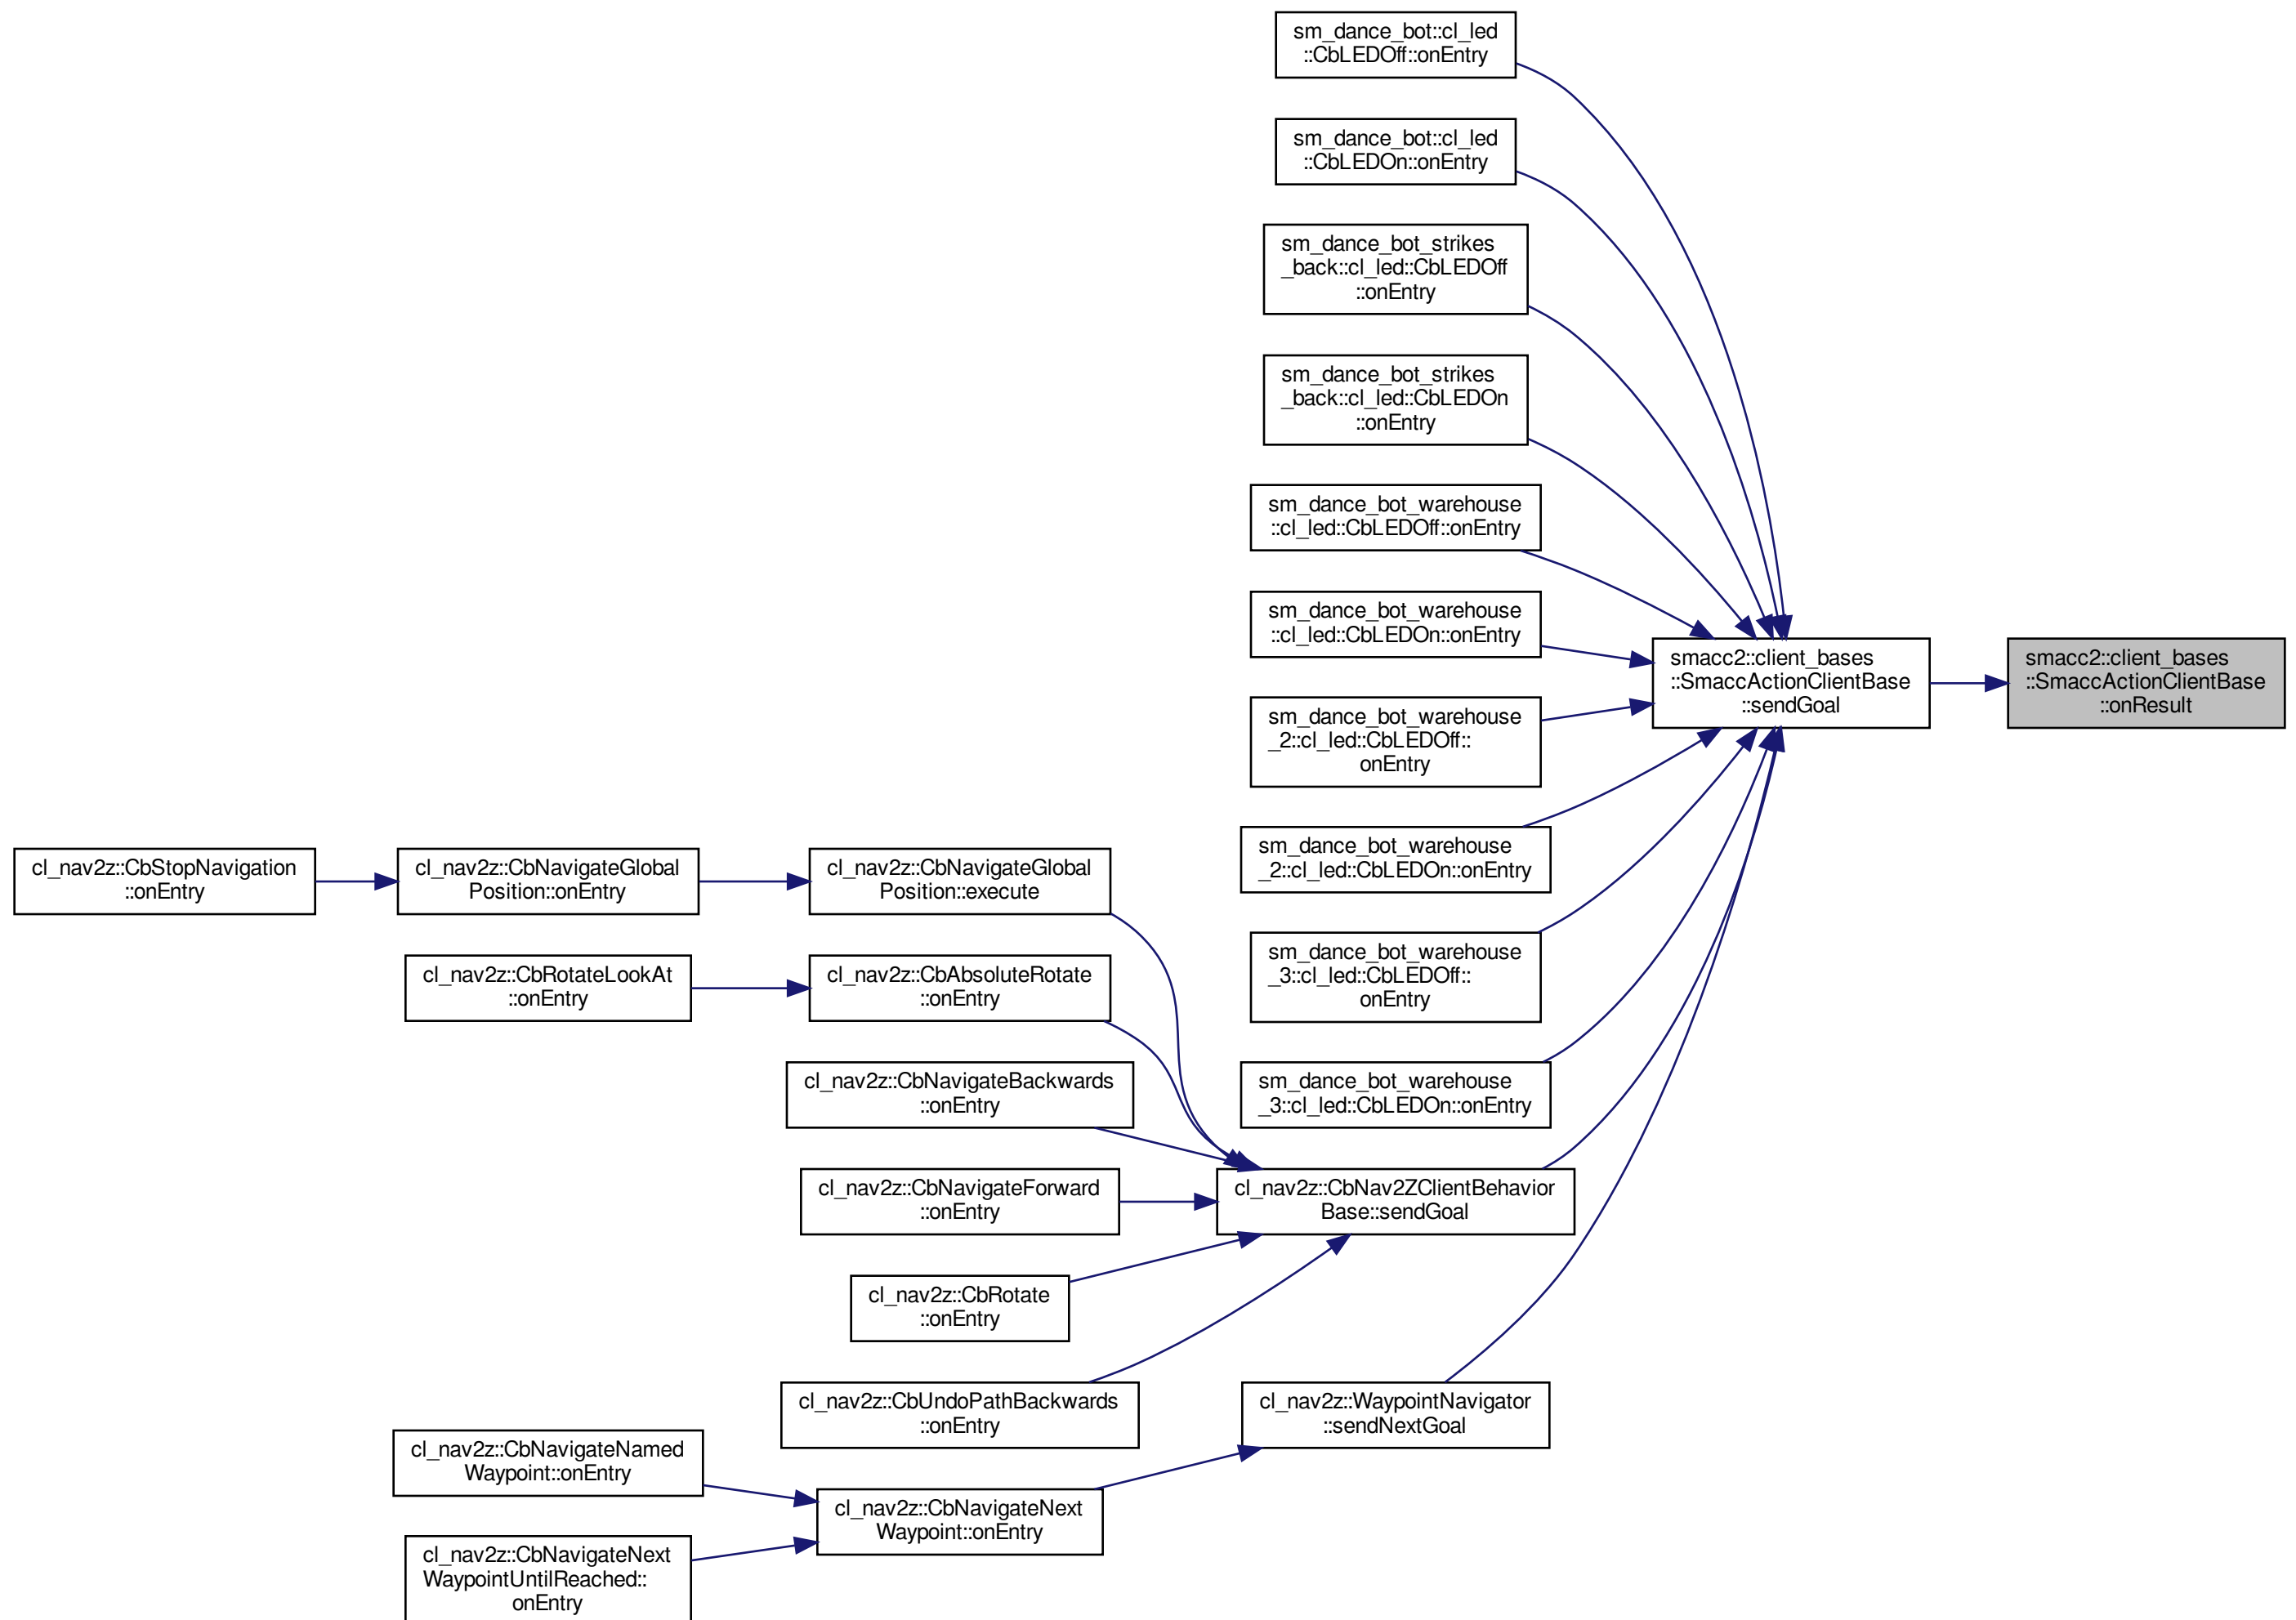 sm_dance_bot::cl_led
::CbLEDOff::onEntry
sm_dance_bot::cl_led
::CbLEDOn::onEntry
sm_dance_bot_strikes
_back::cl_led::CbLEDOff
::onEntry
sm_dance_bot_strikes
_back::cl_led::CbLEDOn
::onEntry
sm_dance_bot_warehouse
::cl_led::CbLEDOff::onEntry
sm_dance_bot_warehouse
::cl_led::CbLEDOn::onEntry
smacc2::client_bases
::SmaccActionClientBase
::sendGoal
smacc2::client_bases
::SmaccActionClientBase
::onResult
sm_dance_bot_warehouse
_2::cl_led::CbLEDOff::
onEntry
sm_dance_bot_warehouse
_2::cl_led::CbLEDOn::onEntry
cl_nav2z::CbStopNavigation
::onEntry
cl_nav2z::CbNavigateGlobal
Position::onEntry
cl_nav2z::CbNavigateGlobal
Position::execute
sm_dance_bot_warehouse
_3::cl_led::CbLEDOff::
onEntry
cl_nav2z::CbRotateLookAt
::onEntry
cl_nav2z::CbAbsoluteRotate
::onEntry
cl_nav2z::CbNavigateBackwards
::onEntry
sm_dance_bot_warehouse
_3::cl_led::CbLEDOn::onEntry
cl_nav2z::CbNavigateForward
::onEntry
cl_nav2z::CbNav2ZClientBehavior
Base::sendGoal
cl_nav2z::CbRotate
::onEntry
cl_nav2z::CbUndoPathBackwards
::onEntry
cl_nav2z::WaypointNavigator
::sendNextGoal
cl_nav2z::CbNavigateNamed
Waypoint::onEntry
cl_nav2z::CbNavigateNext
Waypoint::onEntry
cl_nav2z::CbNavigateNext
WaypointUntilReached::
onEntry